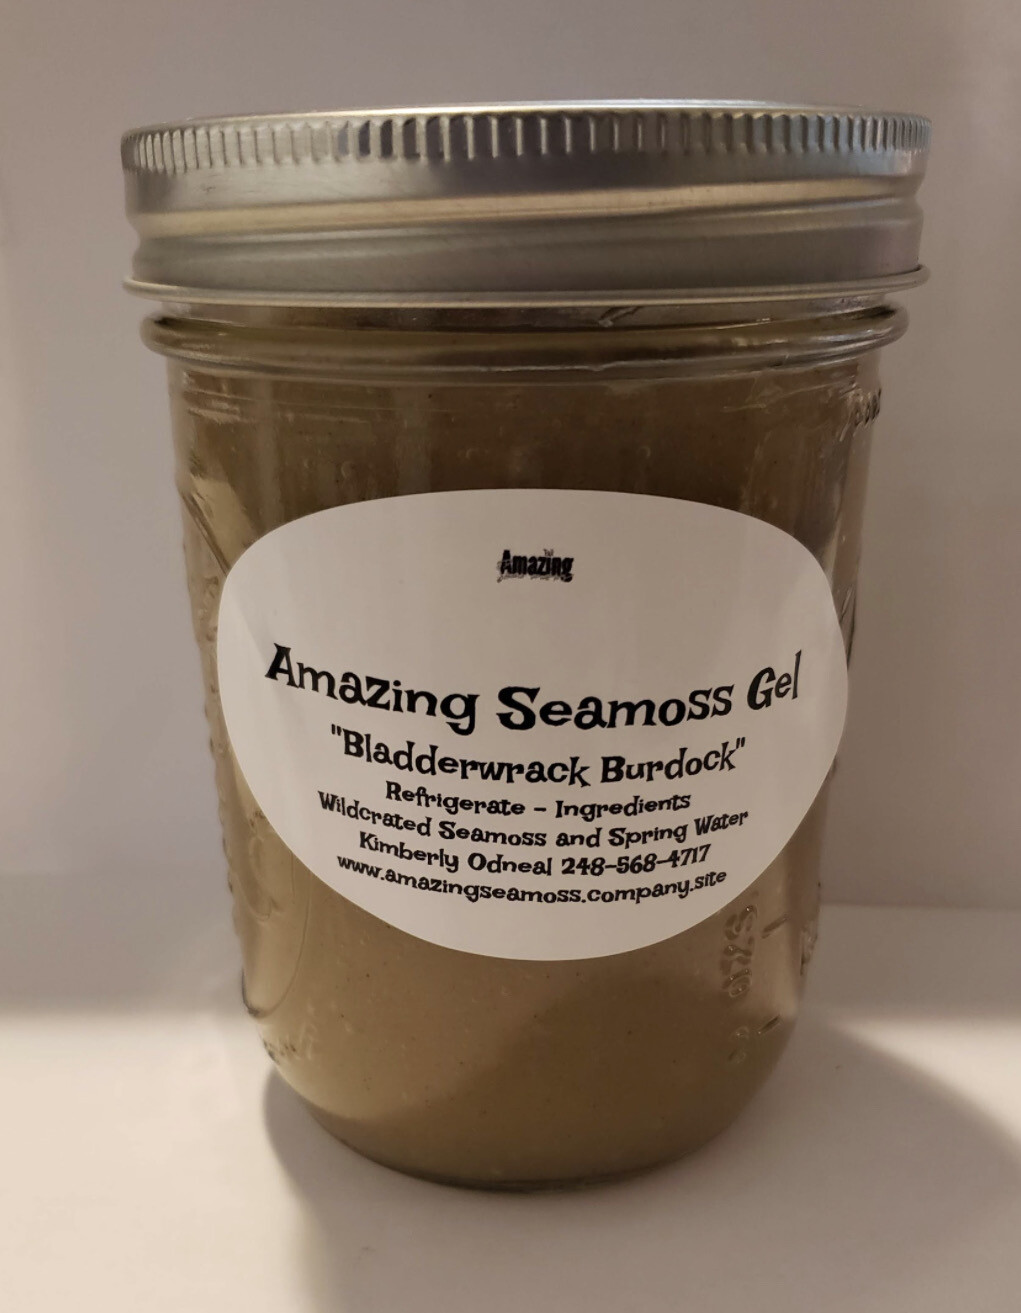 Amazing
Amazing Seamoss Gel
"Bladderwrack Burdock"
Refrigerate - Ingredients
Wildcrated Seamoss and Spring Water
Kimberly Odneal 248-568-4717
www.amazingseamoss.company.site